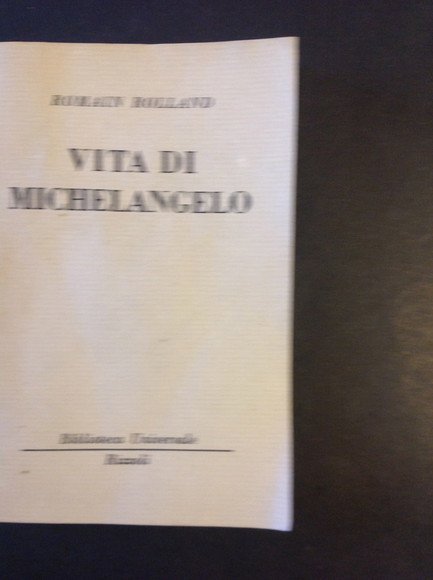 ROMAIN ROLLAND
VITA DI
MICHELANGELO
Biblioteca Universale
Rizzoli